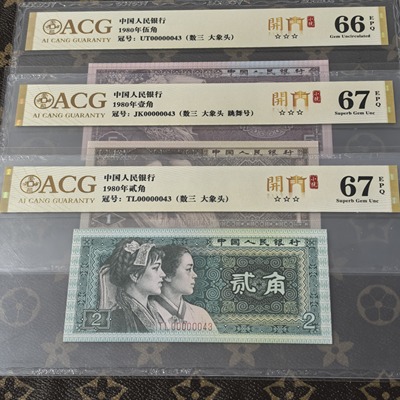 ACG
AI CANG GUARANTY
中国人民银行
1980年伍角
冠号：UT00000043（数三 大象头）
開門
小號
☆☆☆
66 EPQ
Gem Uncirculated
ACG
AI CANG GUARANTY
中国人民银行
1980年壹角
冠号：JK00000043（数三 大象头 跳舞号）
開門
☆☆☆
67 EPQ
Superb Gem Unc
ACG
AI CANG GUARANTY
中国人民银行
1980年贰角
冠号：TL00000043（数三 大象头）
開門
☆☆☆
67 EPQ
Superb Gem Unc
中国人民银行
贰角
TL00000043
2
2